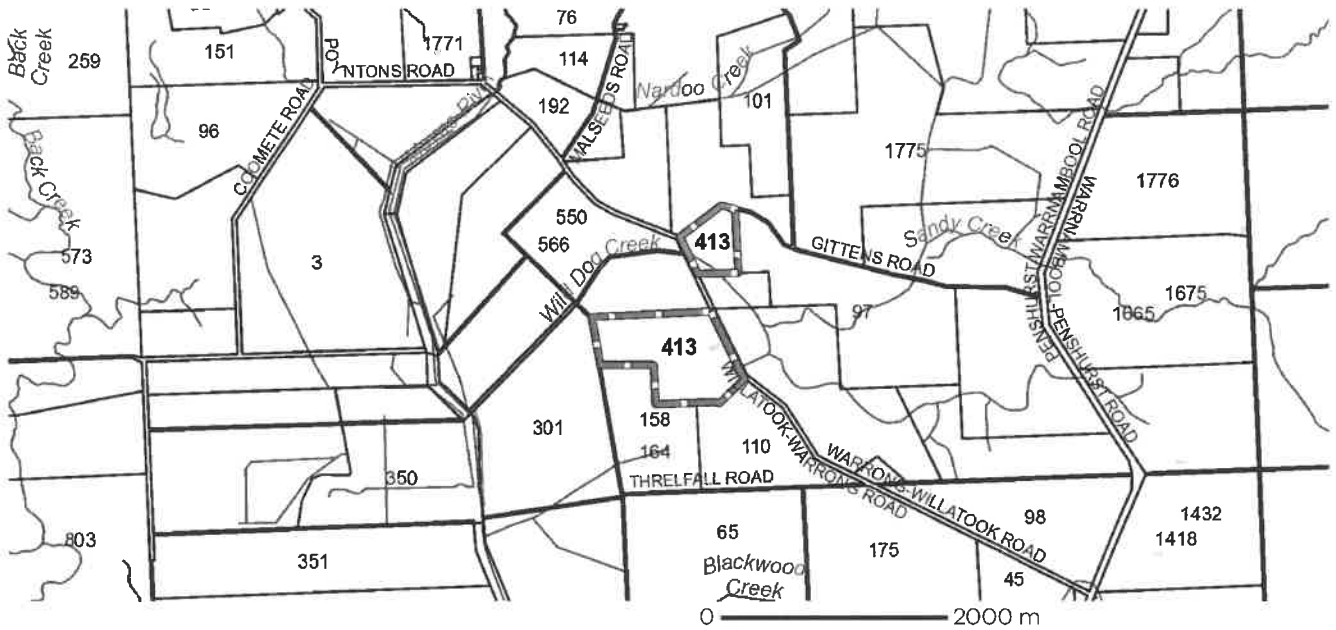 76
Back
Creek
259
151
1771
PO
NTONS ROAD
114
Nardoo Creek
101
192
MALSEEDS ROAD
96
COOMETE ROAD
Back Creek
1775
1776
PENSHURST-WARRNAMBOOL ROAD
WARRNAMBOOL-PENSHURST ROAD
550
566
413
Sandy Creek
GITTENS ROAD
573
589
3
Wild Dog Creek
97
1675
1665
413
301
158
164
110
WILLATOOK-WARRONG ROAD
WARRONG-WILLATOOK ROAD
THRELFALL ROAD
350
98
1432
1418
803
351
65
175
45
Blackwood
Creek
0 2000 m